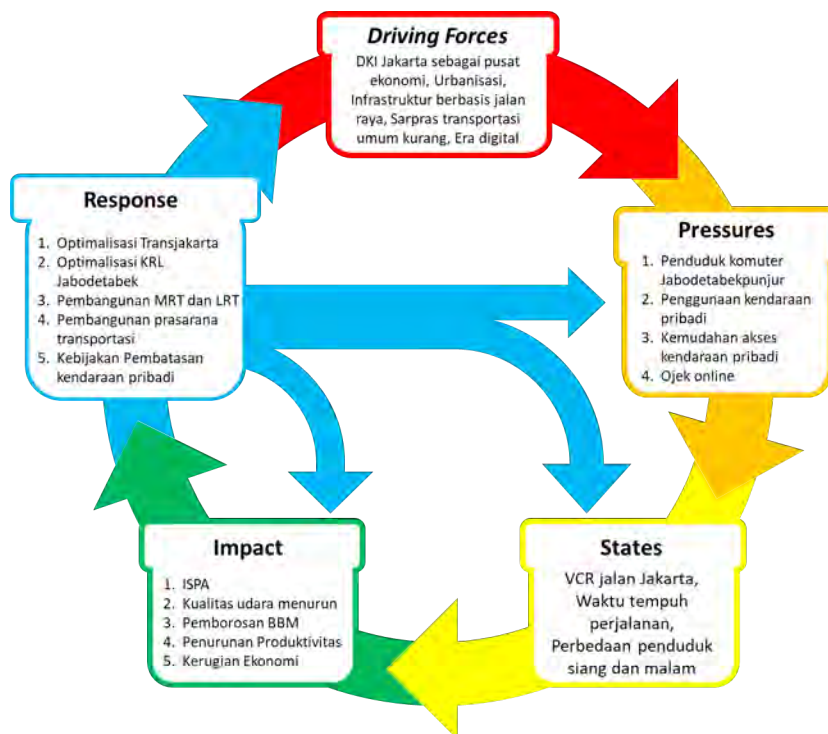 Driving Forces
DKI Jakarta sebagai pusat
ekonomi, Urbanisasi,
Infrastruktur berbasis jalan
raya, Sarpras transportasi
umum kurang, Era digital
Response
1. Optimalisasi Transjakarta
2. Optimalisasi KRL
Jabodetabek
3. Pembangunan MRT dan LRT
4. Pembangunan prasarana
transportasi
5. Kebijakan Pembatasan
kendaraan pribadi
Pressures
1. Penduduk komuter
Jabodetabekpunjur
2. Penggunaan kendaraan
pribadi
3. Kemudahan akses
kendaraan pribadi
4. Ojek online
Impact
1. ISPA
2. Kualitas udara menurun
3. Pemborosan BBM
4. Penurunan Produktivitas
5. Kerugian Ekonomi
States
VCR jalan Jakarta,
Waktu tempuh
perjalanan,
Perbedaan penduduk
siang dan malam